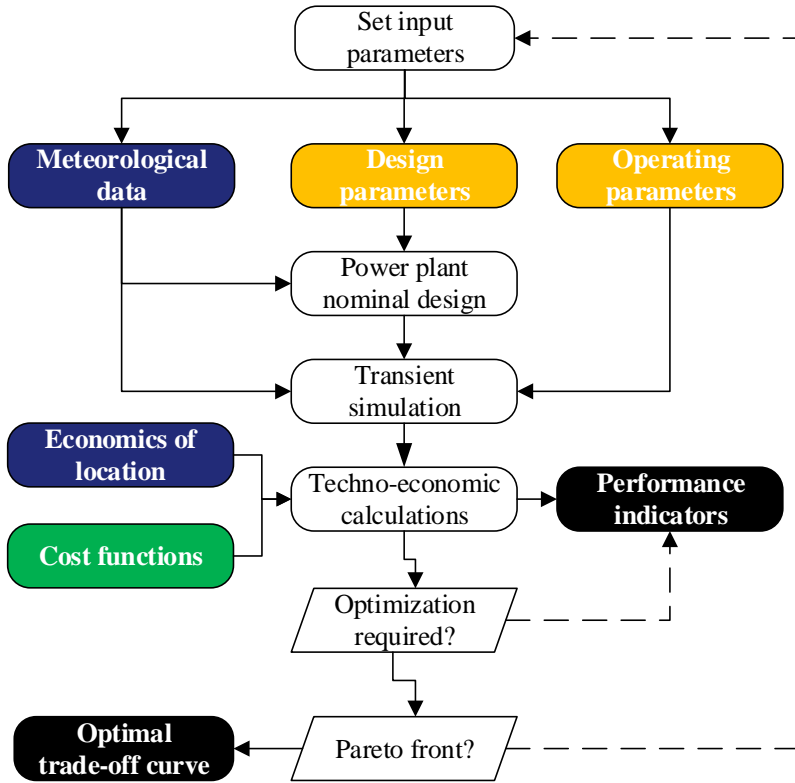 Set input
parameters
Meteorological
data
Design
parameters
Operating
parameters
Power plant
nominal design
Transient
simulation
Economics of
location
Techno-economic
calculations
Performance
indicators
Cost functions
Optimization
required?
Optimal
trade-off curve
Pareto front?